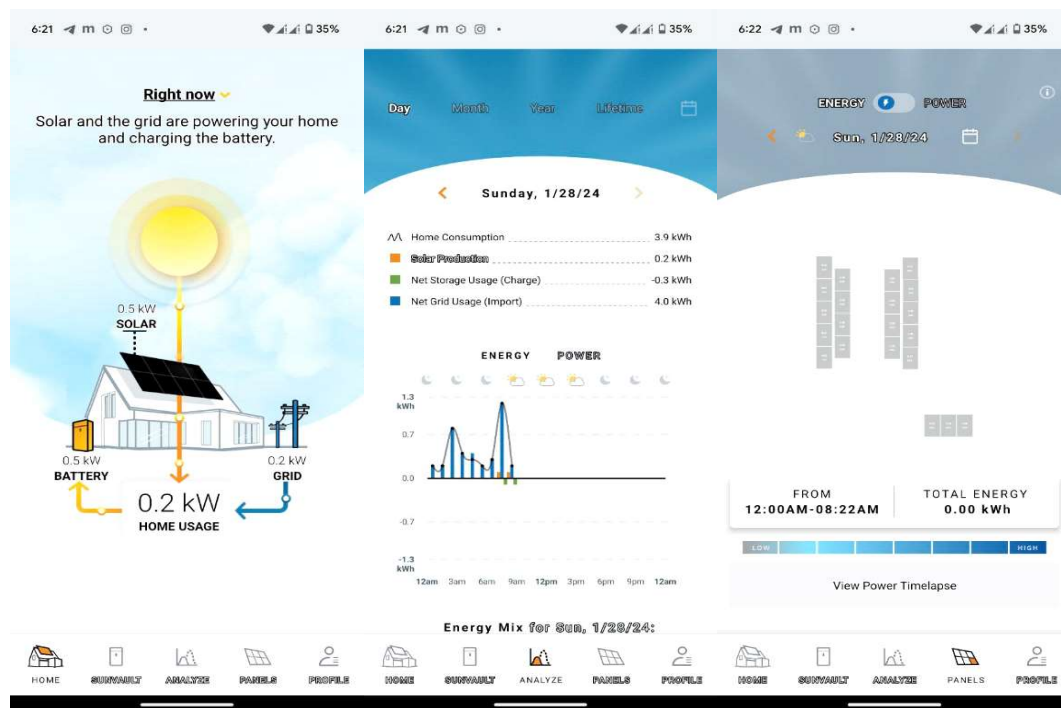 6:21 m 35%
Right now
Solar and the grid are powering your home
and charging the battery.
0.5 kW
SOLAR
0.5 kW
BATTERY
0.2 kW
GRID
0.2 kW
HOME USAGE
HOME SUNVAULT ANALYZE PANELS PROFILE
6:21 m 35%
Day Month Year Lifetime
Sunday, 1/28/24
Home Consumption 3.9 kWh
Solar Production 0.2 kWh
Net Storage Usage (Charge) -0.3 kWh
Net Grid Usage (Import) 4.0 kWh
ENERGY POWER
1.3
kWh
0.7
0.0
-0.7
-1.3
kWh
12am 3am 6am 9am 12pm 3pm 6pm 9pm 12am
Energy Mix for Sun, 1/28/24:
HOME SUNVAULT ANALYZE PANELS PROFILE
6:22 m 35%
ENERGY POWER
Sun, 1/28/24
FROM
12:00AM-08:22AM
TOTAL ENERGY
0.00 kWh
LOW HIGH
View Power Timelapse
HOME SUNVAULT ANALYZE PANELS PROFILE